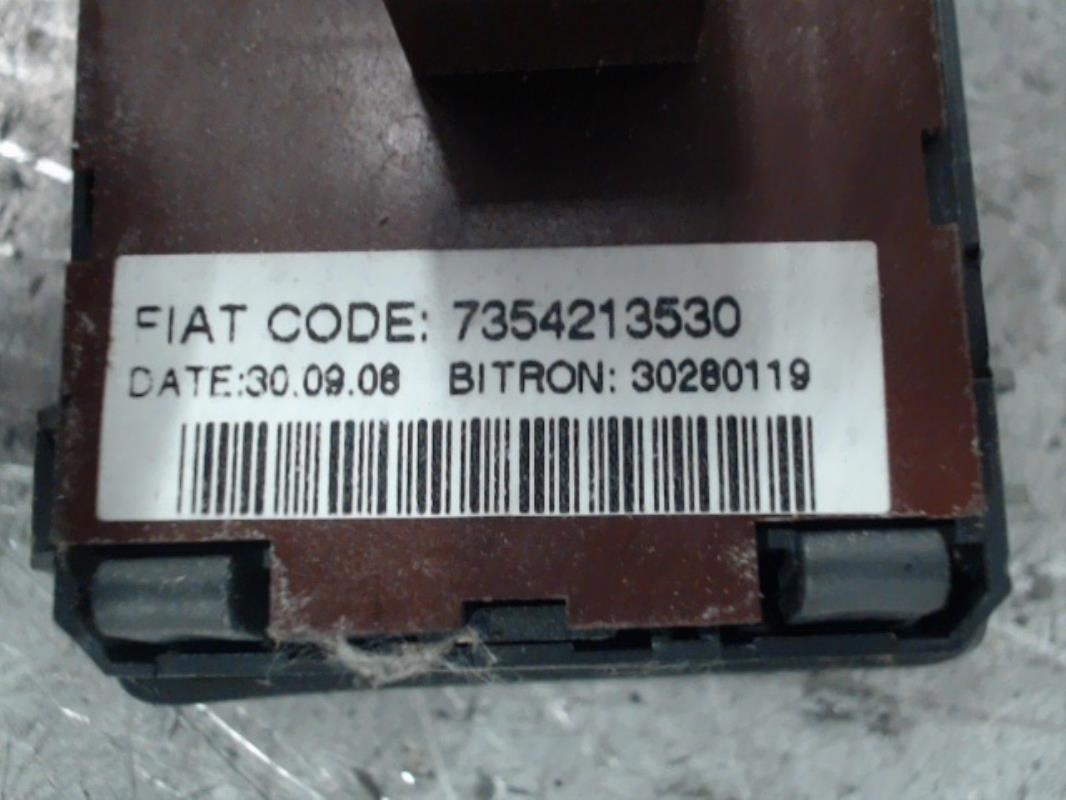 FIAT CODE: 7354213530
DATE:30.09.08 BITRON: 30280119